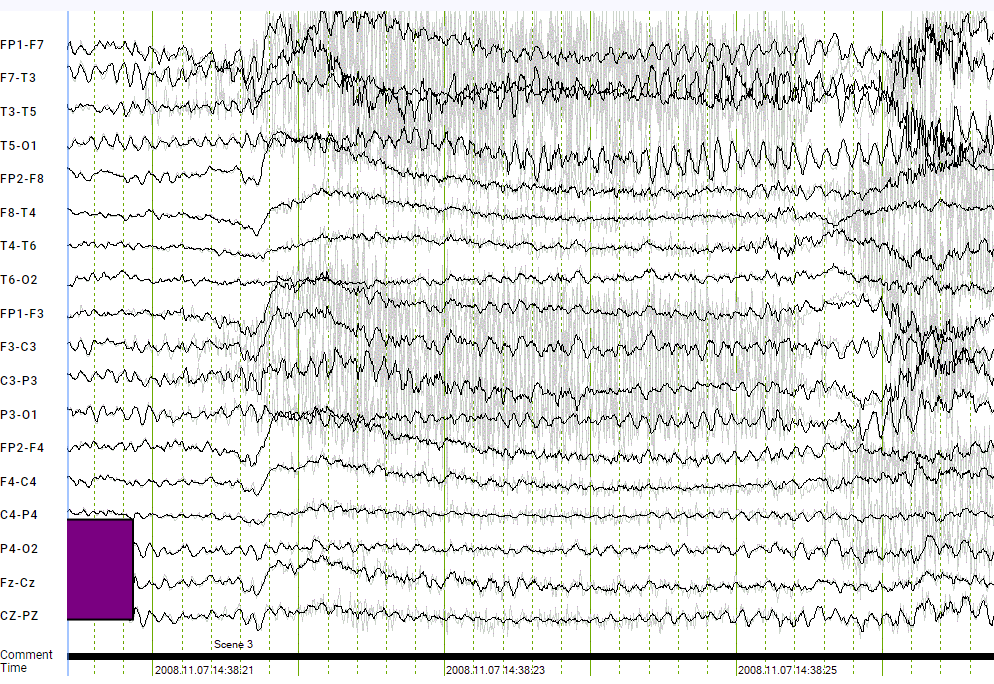 FP1-F7
F7-T3
T3-T5
T5-O1
FP2-F8
F8-T4
T4-T6
T6-O2
FP1-F3
F3-C3
C3-P3
P3-O1
FP2-F4
F4-C4
C4-P4
P4-O2
Fz-Cz
CZ-PZ
Scene 3
Comment
Time
2008.11.07 14:38:21
2008.11.07 14:38:23
2008.11.07 14:38:25